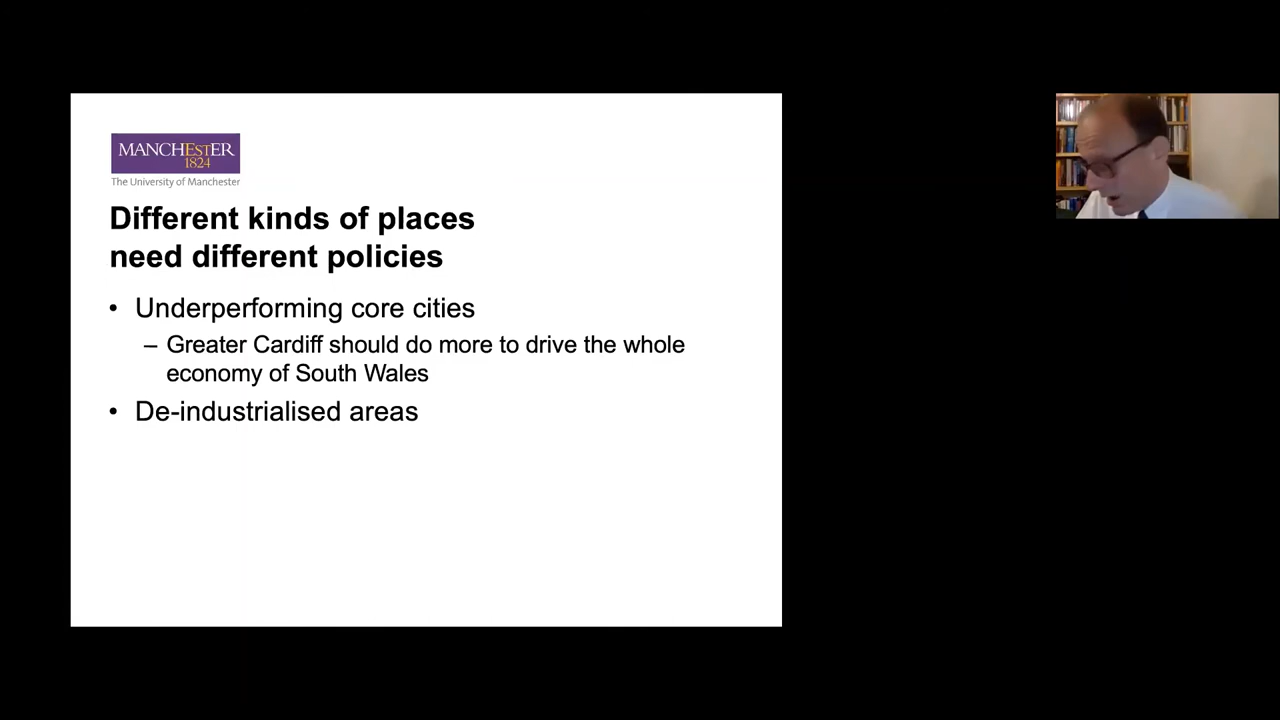 MANCHEsTER
1824
The University of Manchester
Different kinds of places
need different policies
• Underperforming core cities
– Greater Cardiff should do more to drive the whole
economy of South Wales
• De-industrialised areas